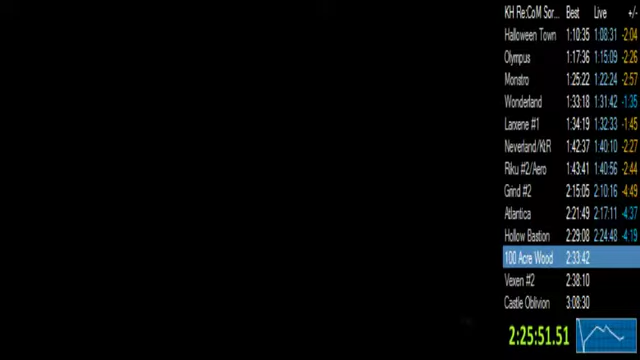 KH Re:CoM Sor... Best Live +/-
Halloween Town 1:10:35 1:08:31 -2:04
Olympus 1:17:36 1:15:09 -2:26
Monstro 1:25:22 1:22:24 -2:57
Wonderland 1:33:18 1:31:42 -1:35
Larxene #1 1:34:19 1:32:33 -1:45
Neverland/KtR 1:42:37 1:40:10 -2:27
Riku #2/Aero 1:43:41 1:40:56 -2:44
Grind #2 2:15:05 2:10:16 -4:49
Atlantica 2:21:49 2:17:11 -4:37
Hollow Bastion 2:29:08 2:24:48 -4:19
100 Acre Wood 2:33:42
Vexen #2 2:38:10
Castle Oblivion 3:08:30
2:25:51.51